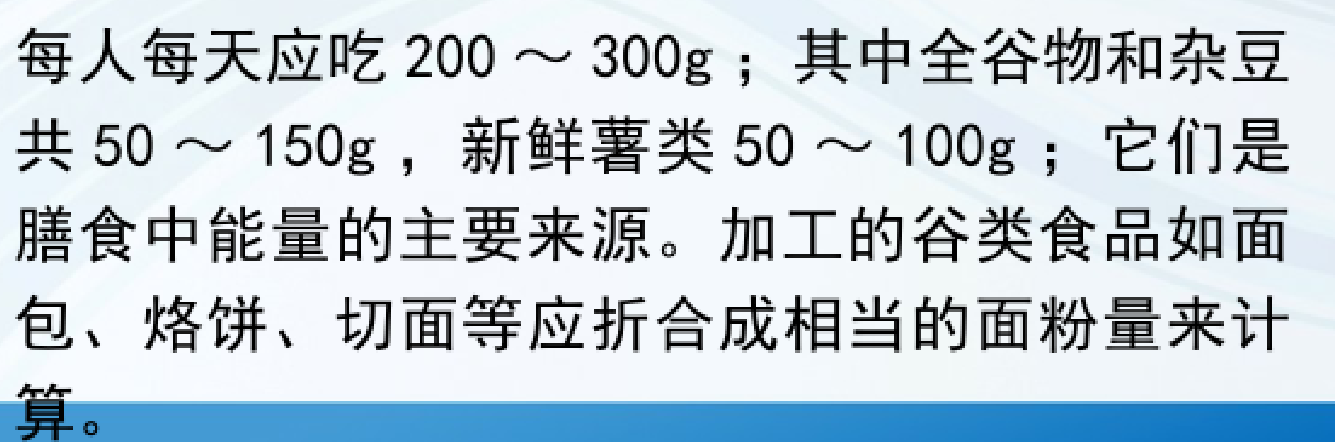 每人每天应吃 200 ～ 300g ；其中全谷物和杂豆
共 50 ～ 150g ，新鲜薯类 50 ～ 100g ；它们是
膳食中能量的主要来源。加工的谷类食品如面
包、烙饼、切面等应折合成相当的面粉量来计
算。